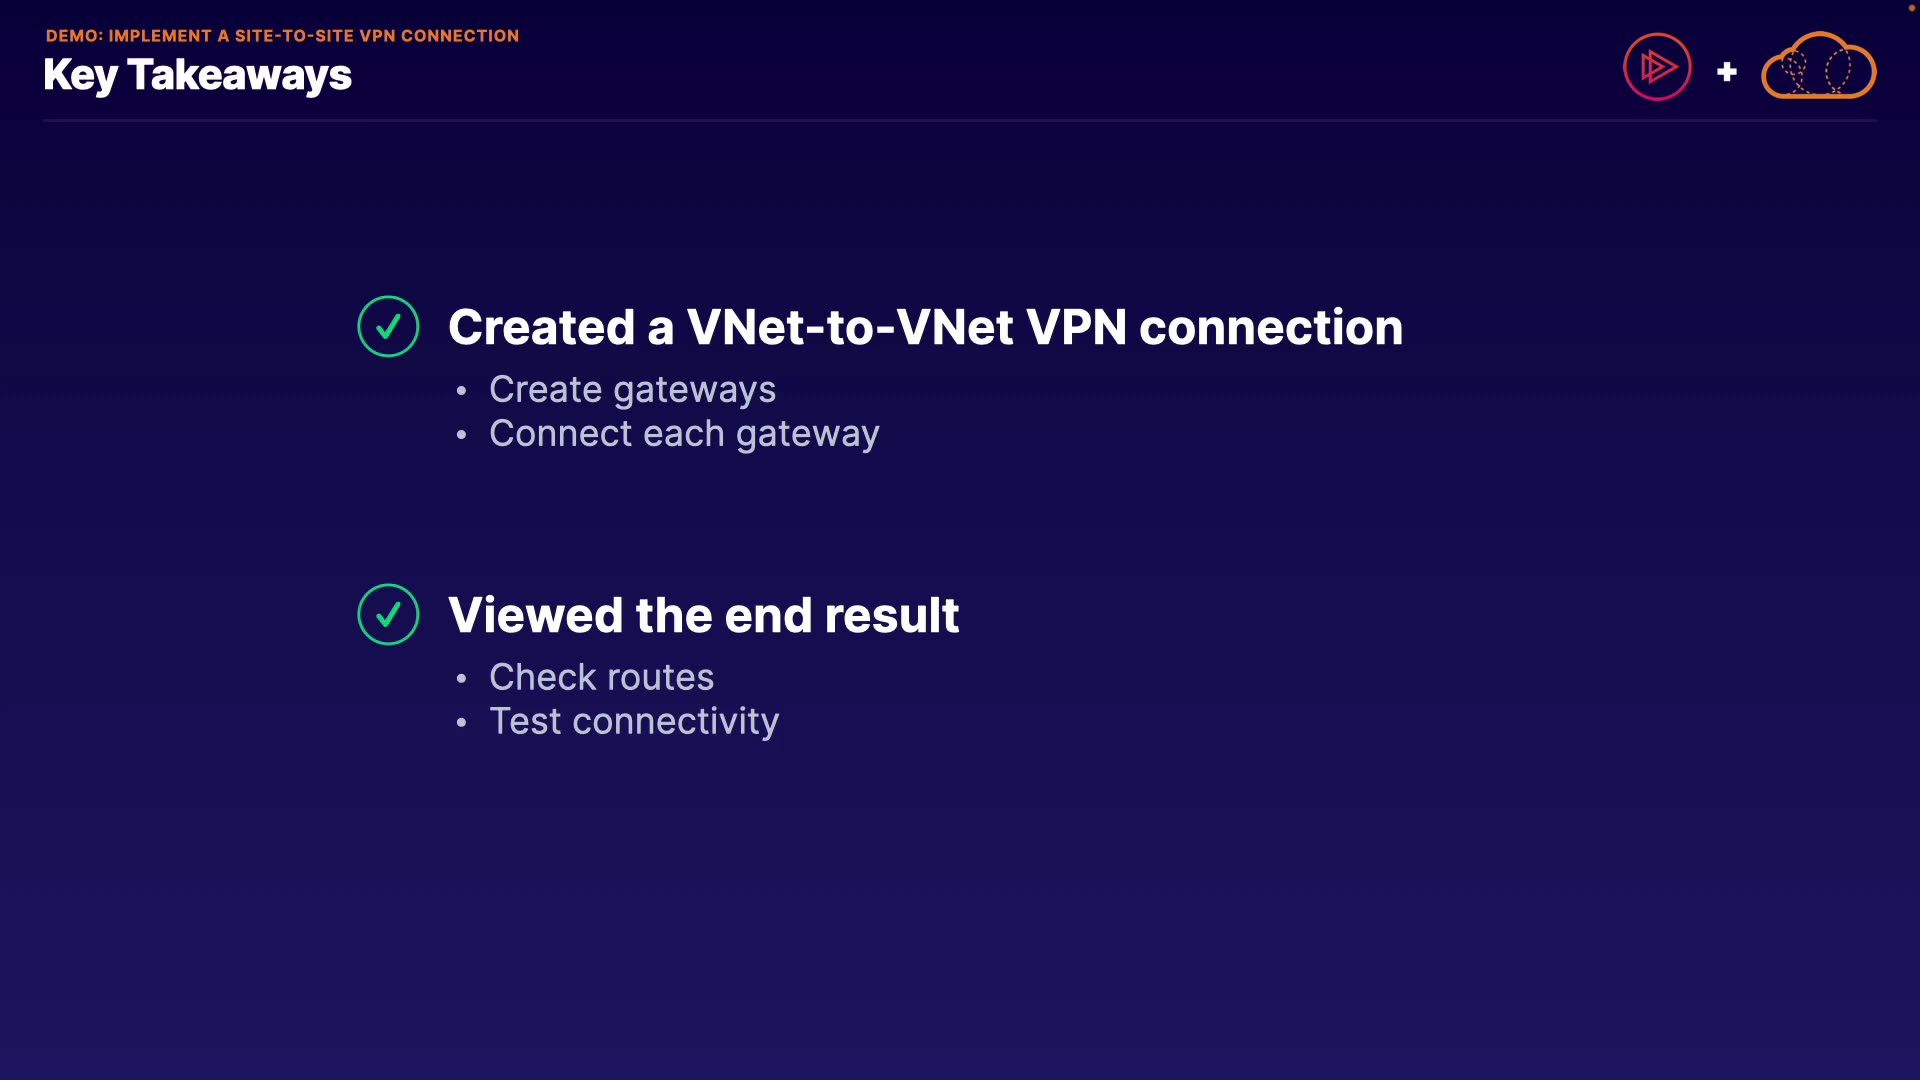 DEMO: IMPLEMENT A SITE-TO-SITE VPN CONNECTION
Key Takeaways
+
Created a VNet-to-VNet VPN connection
• Create gateways
• Connect each gateway
Viewed the end result
• Check routes
• Test connectivity